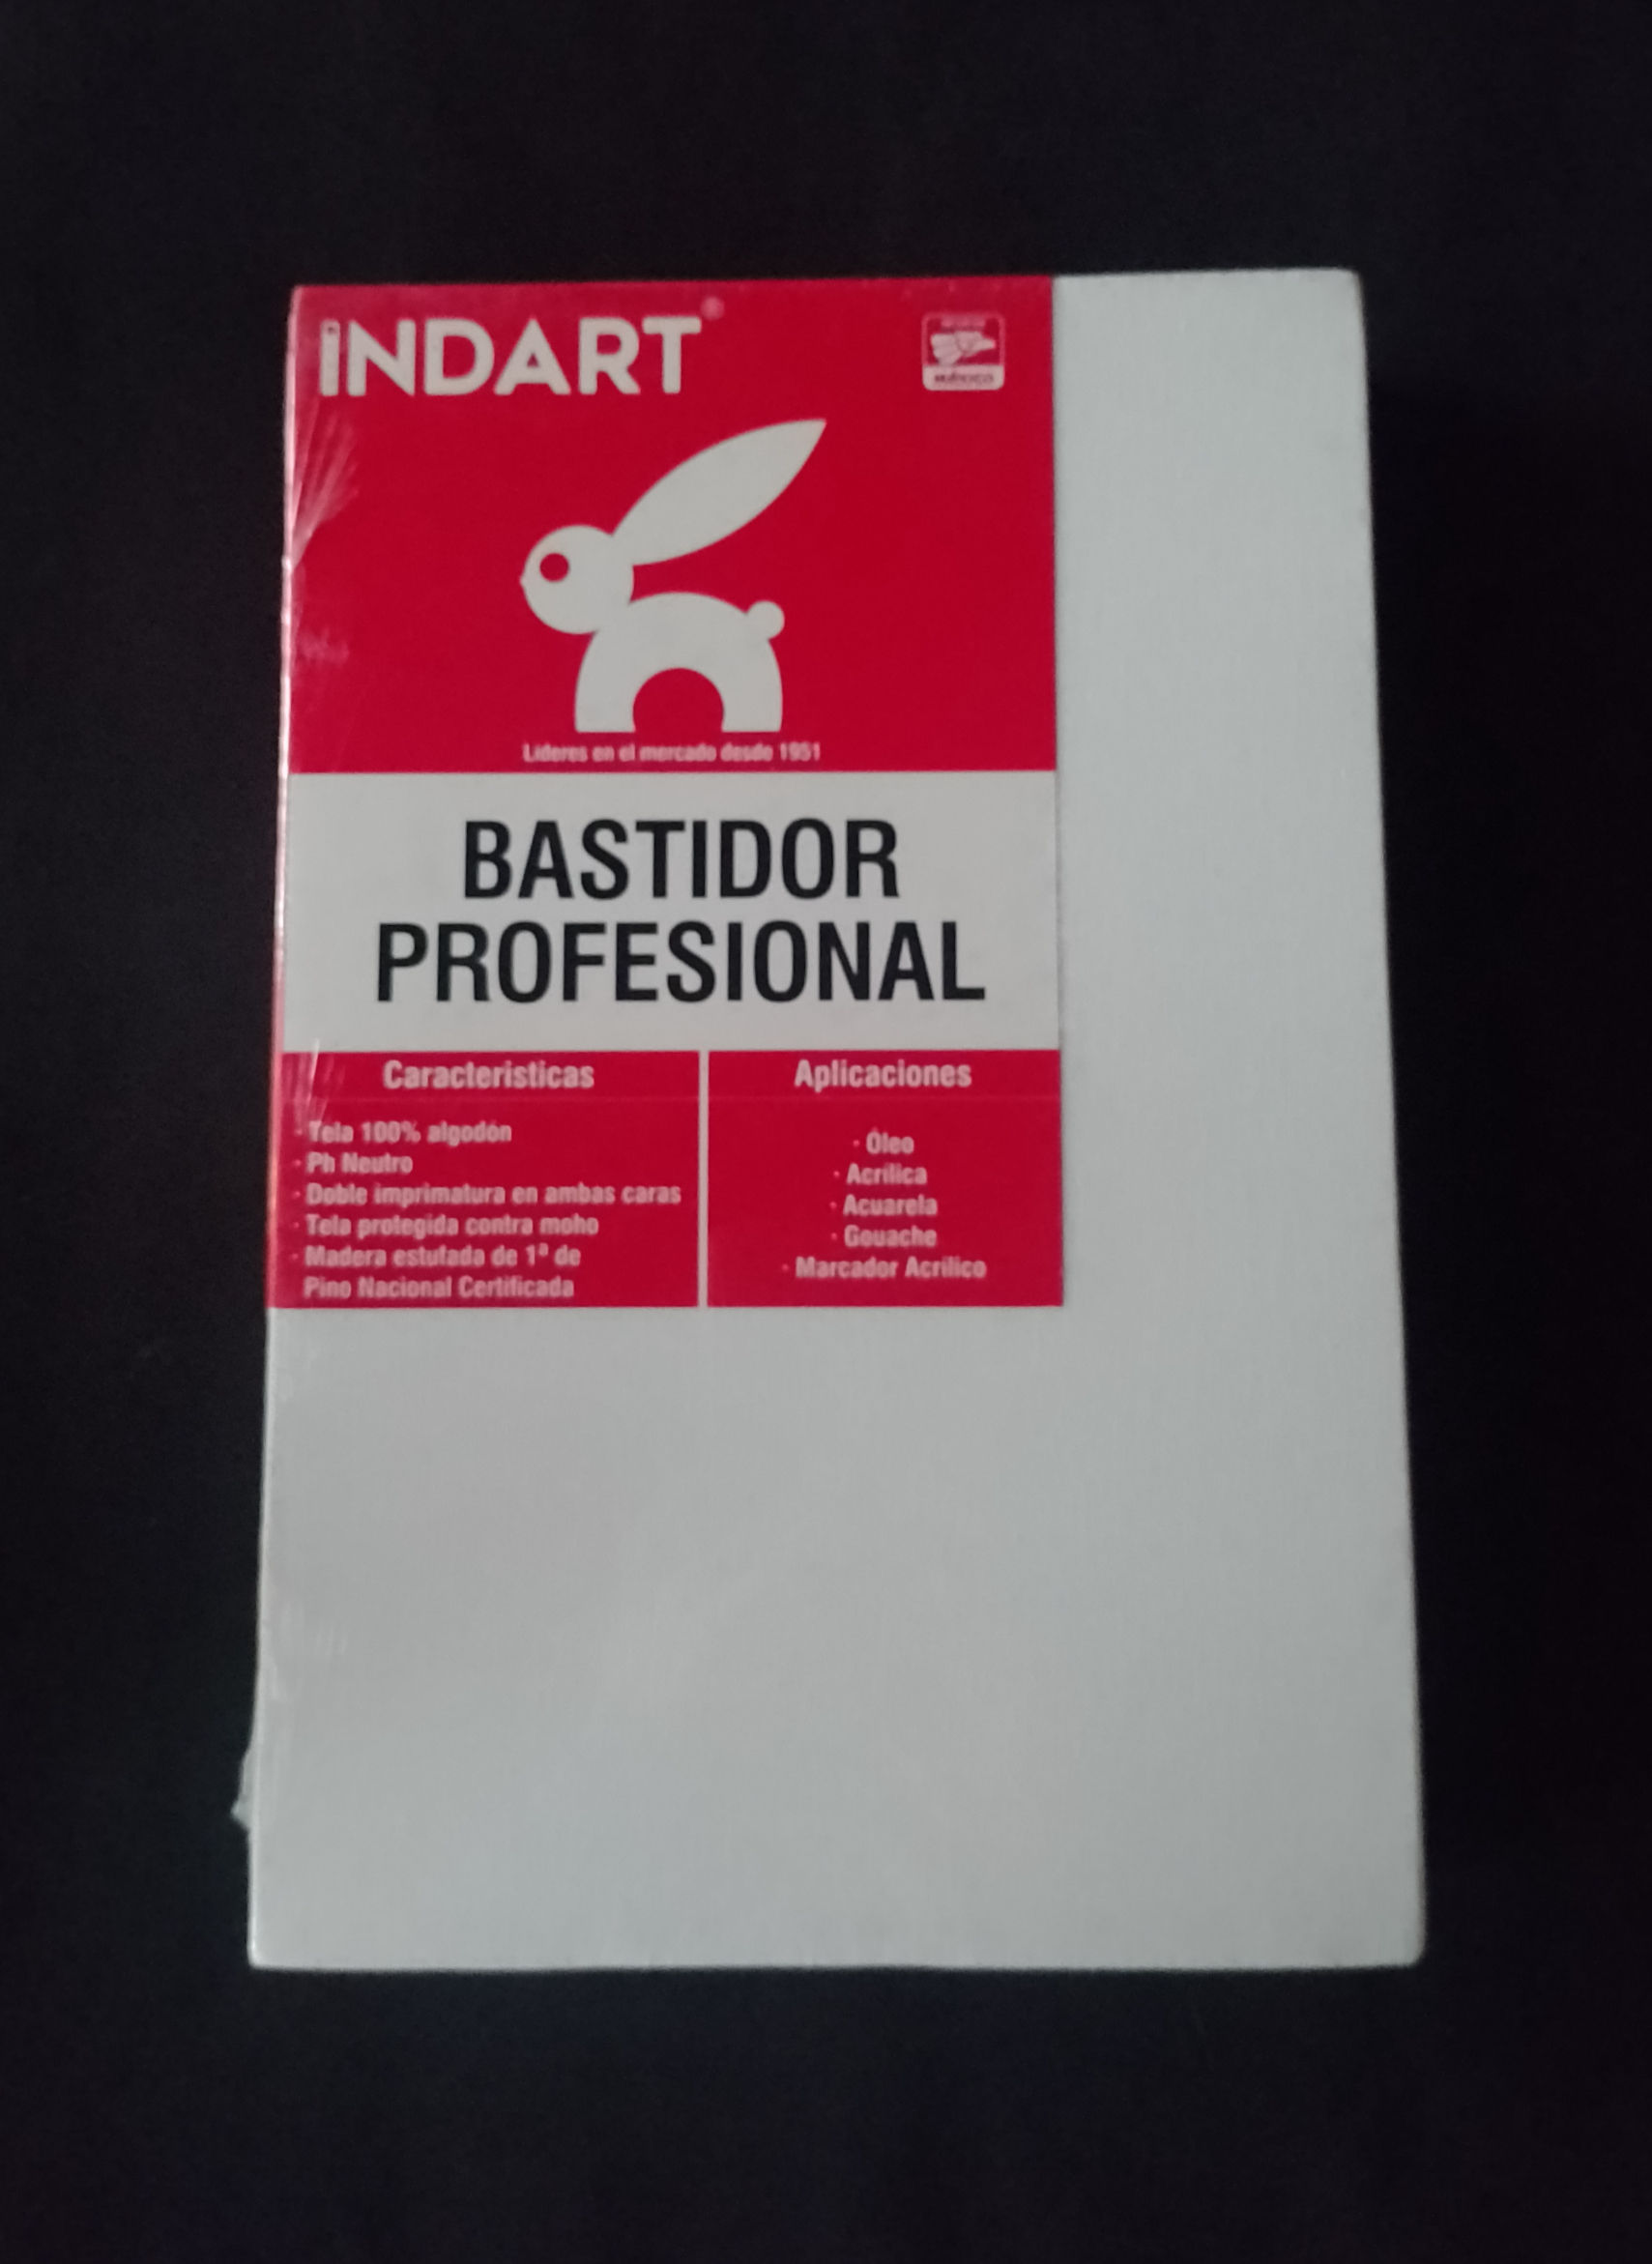 iNDART®
MÉXICO
Líderes en el mercado desde 1951
BASTIDOR
PROFESIONAL
Caracteristicas
· Tela 100% algodón
· Ph Neutro
· Doble imprimatura en ambas caras
· Tela protegida contra moho
· Madera estufada de 1ª de
Pino Nacional Certificada
Aplicaciones
· Óleo
· Acrílica
· Acuarela
· Gouache
· Marcador Acrílico